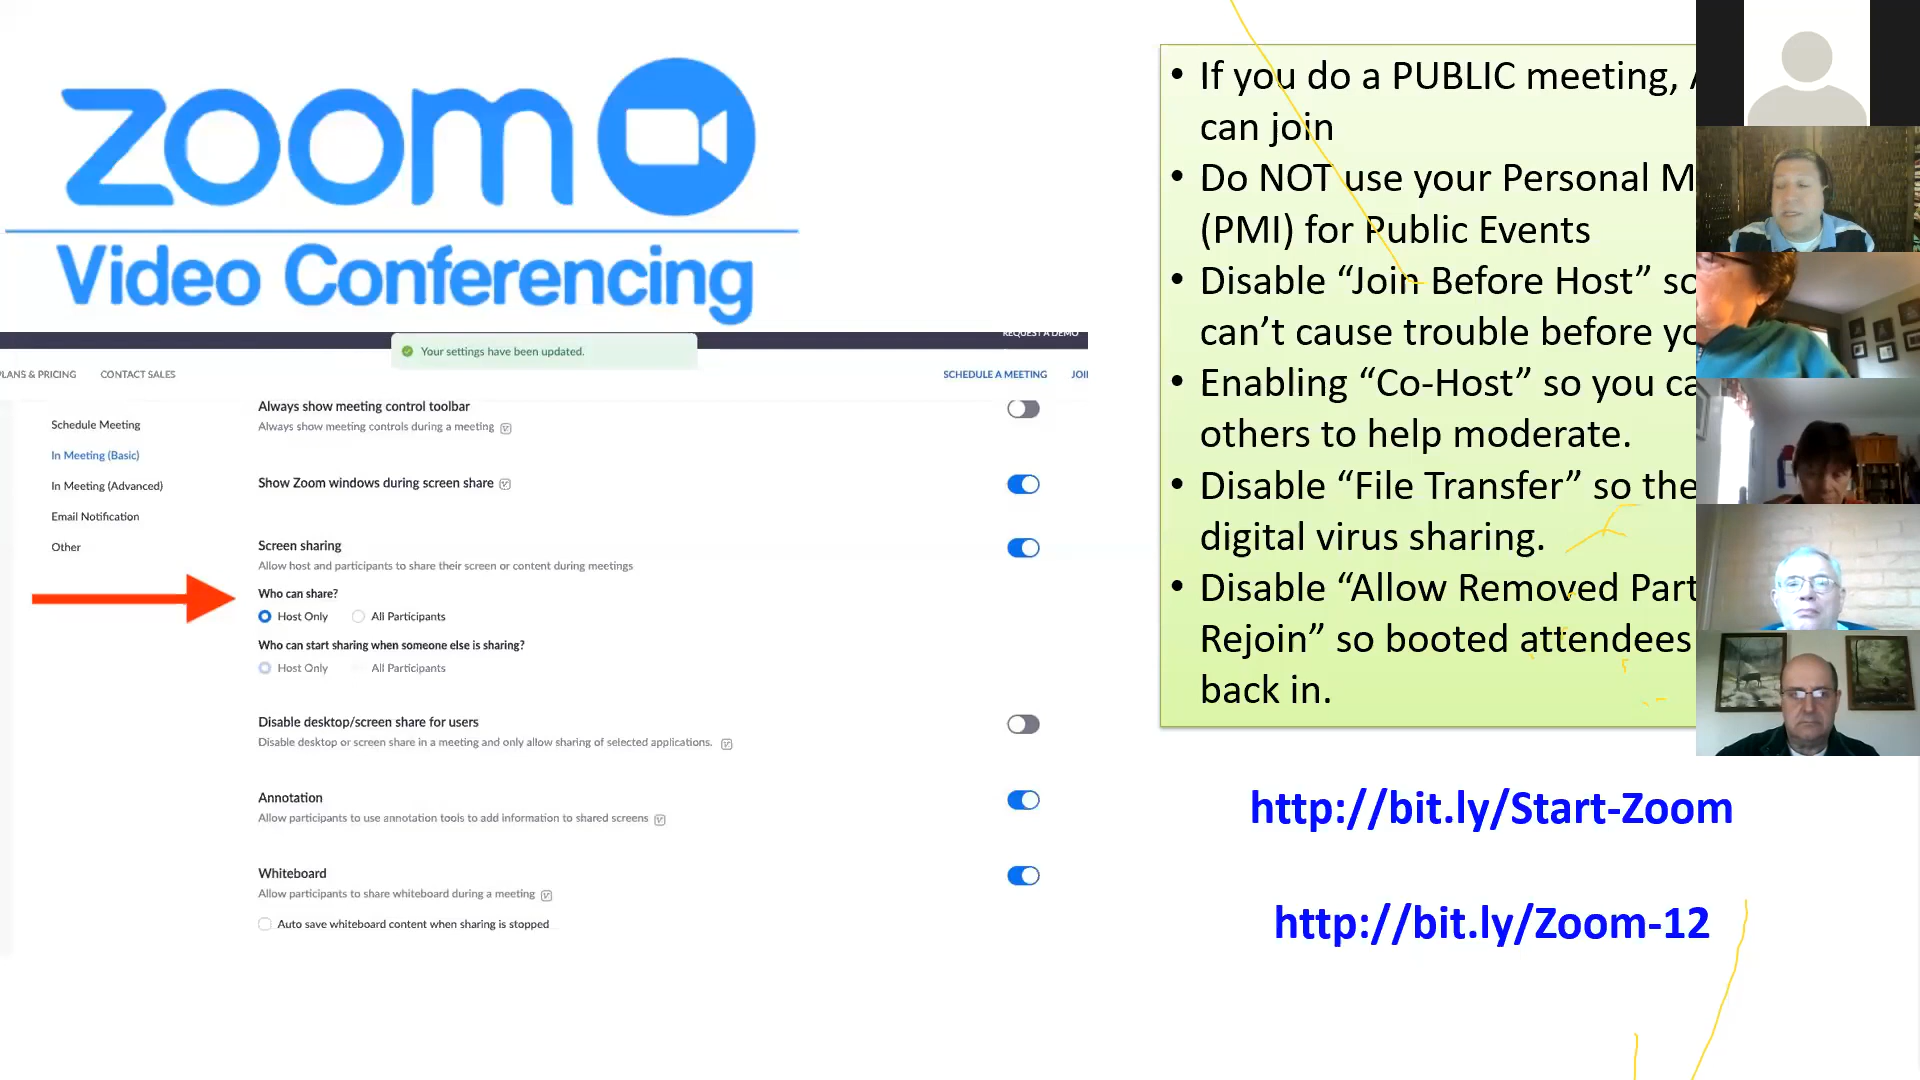 zoom
Video Conferencing
REQUEST A DEMO
Your settings have been updated.
PLANS & PRICING CONTACT SALES SCHEDULE A MEETING JOI
Schedule Meeting
In Meeting (Basic)
In Meeting (Advanced)
Email Notification
Other
Always show meeting control toolbar
Always show meeting controls during a meeting
Show Zoom windows during screen share
Screen sharing
Allow host and participants to share their screen or content during meetings
Who can share?
Host Only All Participants
Who can start sharing when someone else is sharing?
Host Only All Participants
Disable desktop/screen share for users
Disable desktop or screen share in a meeting and only allow sharing of selected applications.
Annotation
Allow participants to use annotation tools to add information to shared screens
Whiteboard
Allow participants to share whiteboard during a meeting
Auto save whiteboard content when sharing is stopped
• If you do a PUBLIC meeting,
can join
• Do NOT use your Personal M
(PMI) for Public Events
• Disable “Join Before Host” so
can’t cause trouble before yo
• Enabling “Co-Host” so you ca
others to help moderate.
• Disable “File Transfer” so the
digital virus sharing.
• Disable “Allow Removed Part
Rejoin” so booted attendees
back in.
http://bit.ly/Start-Zoom
http://bit.ly/Zoom-12